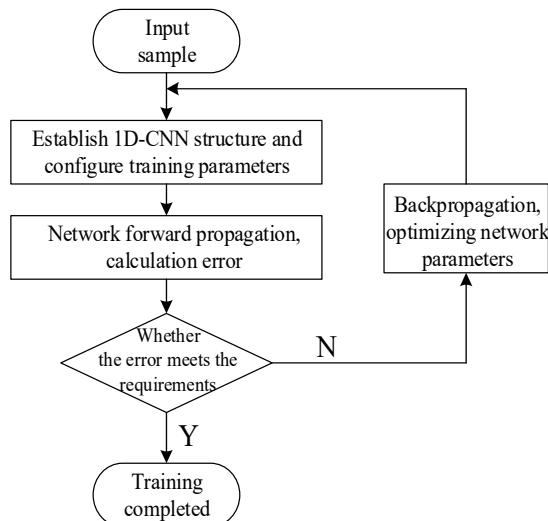 Input
sample
Establish 1D-CNN structure and
configure training parameters
Network forward propagation,
calculation error
Whether
the error meets the
requirements
N
Backpropagation,
optimizing network
parameters
Y
Training
completed